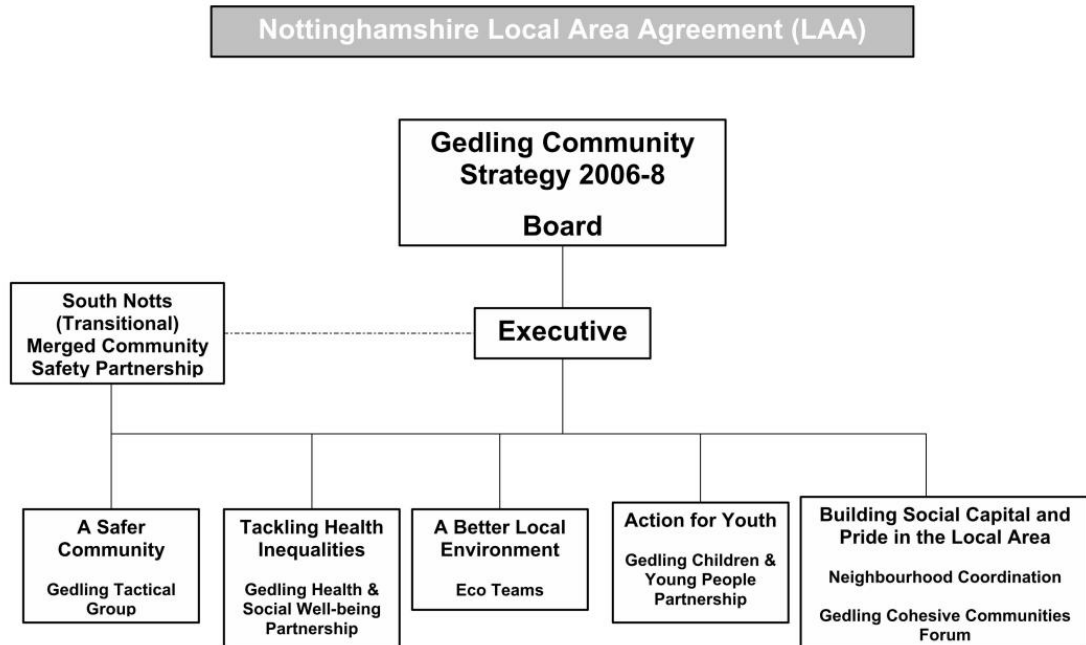 Nottinghamshire Local Area Agreement (LAA)
Gedling Community
Strategy 2006-8
Board
South Notts
(Transitional)
Merged Community
Safety Partnership
Executive
A Safer
Community
Gedling Tactical
Group
Tackling Health
Inequalities
Gedling Health &
Social Well-being
Partnership
A Better Local
Environment
Eco Teams
Action for Youth
Gedling Children &
Young People
Partnership
Building Social Capital and
Pride in the Local Area
Neighbourhood Coordination
Gedling Cohesive Communities
Forum